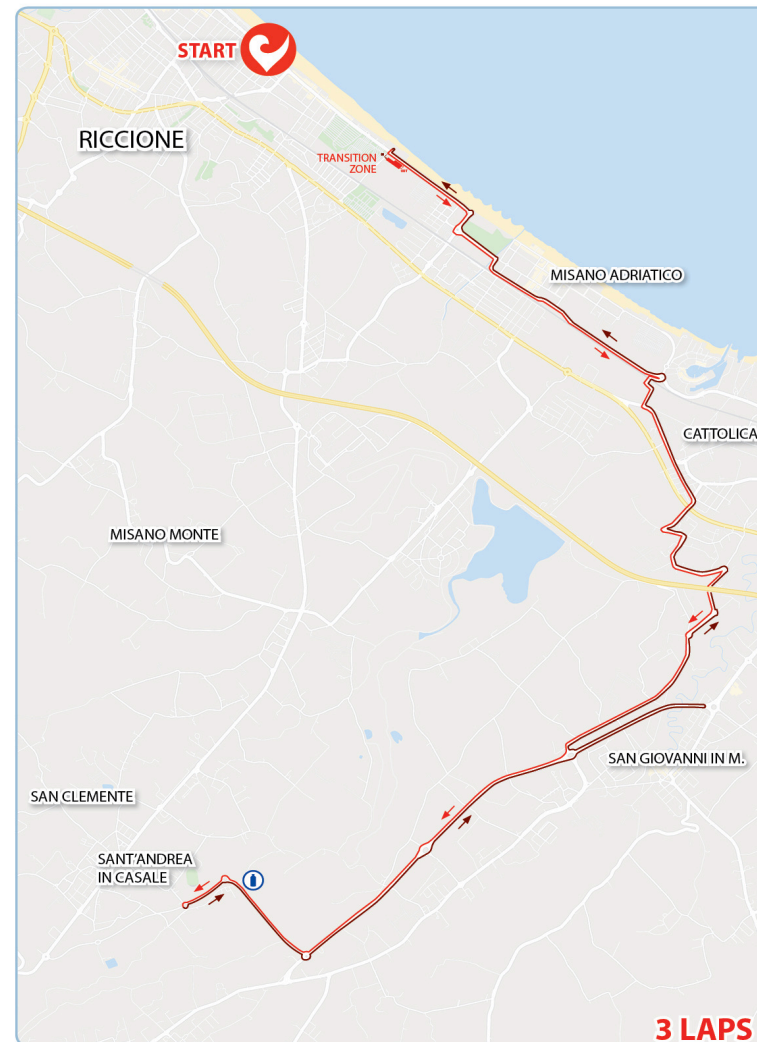 START
RICCIONE
TRANSITION
ZONE
MISANO ADRIATICO
CATTOLICA
MISANO MONTE
SAN GIOVANNI IN M.
SAN CLEMENTE
SANT'ANDREA
IN CASALE
3 LAPS